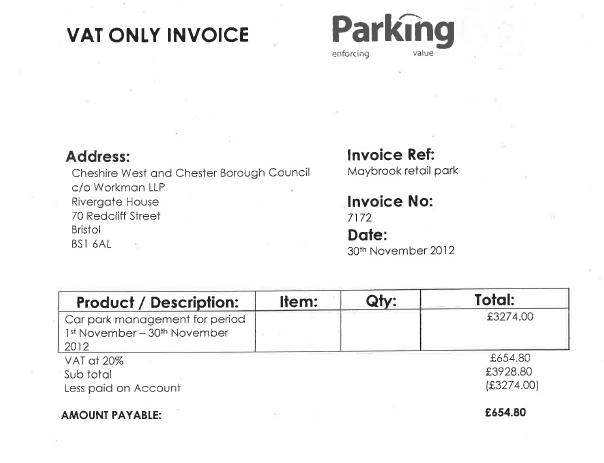 VAT ONLY INVOICE
Parking
enforcing value
Address:
Cheshire West and Chester Borough Council
c/o Workman LLP
Rivergate House
70 Redcliff Street
Bristol
BS1 6AL
Invoice Ref:
Maybrook retail park
Invoice No:
7172
Date:
30th November 2012
Product / Description: Item: Qty: Total:
Car park management for period £3274.00
1st November – 30th November
2012
VAT at 20% £654.80
Sub total £3928.80
Less paid on Account (£3274.00)
AMOUNT PAYABLE: £654.80